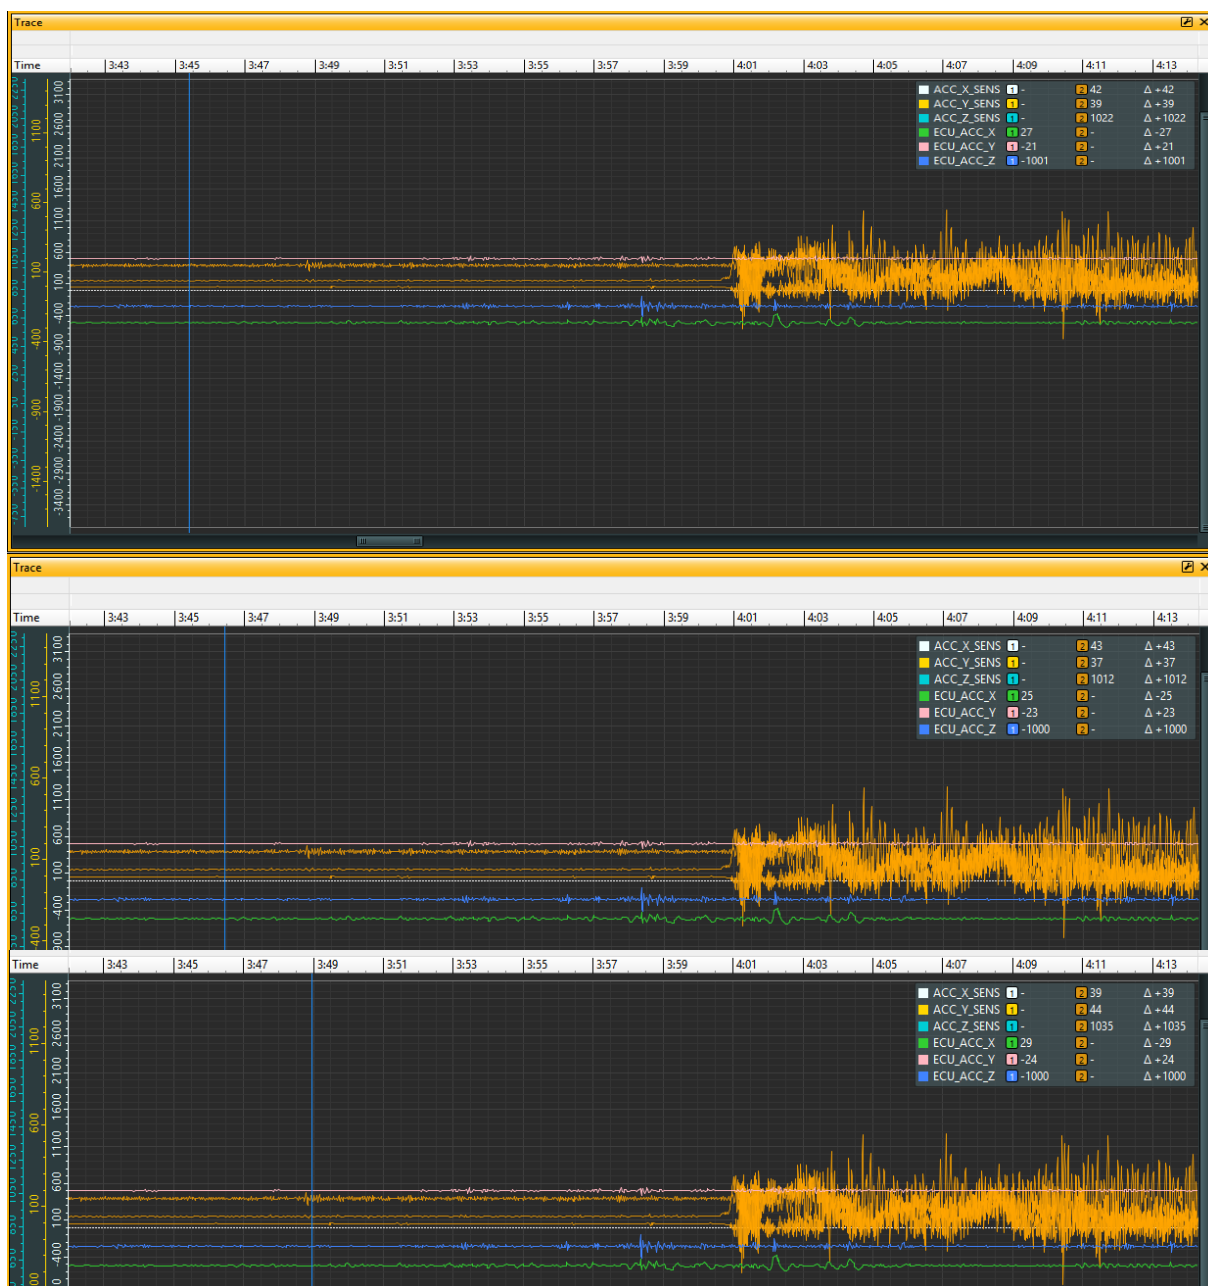 Trace
Time 3:43 3:45 3:47 3:49 3:51 3:53 3:55 3:57 3:59 4:01 4:03 4:05 4:07 4:09 4:11 4:13
ACC_X_SENS 1 - 2 42 Δ +42
ACC_Y_SENS 1 - 2 39 Δ +39
ACC_Z_SENS 1 - 2 1022 Δ +1022
ECU_ACC_X 1 27 2 - Δ -27
ECU_ACC_Y 1 -21 2 - Δ +21
ECU_ACC_Z 1 -1001 2 - Δ +1001
1100 600 100 -400 -900 -1400
3100 2600 2100 1600 1100 600 100 -400 -900 -1400 -1900 -2400 -2900 -3400
Trace
Time 3:43 3:45 3:47 3:49 3:51 3:53 3:55 3:57 3:59 4:01 4:03 4:05 4:07 4:09 4:11 4:13
ACC_X_SENS 1 - 2 43 Δ +43
ACC_Y_SENS 1 - 2 37 Δ +37
ACC_Z_SENS 1 - 2 1012 Δ +1012
ECU_ACC_X 1 25 2 - Δ -25
ECU_ACC_Y 1 -23 2 - Δ +23
ECU_ACC_Z 1 -1000 2 - Δ +1000
1100 600 100 -400
3100 2600 2100 1600 1100 600 100 -400
Time 3:43 3:45 3:47 3:49 3:51 3:53 3:55 3:57 3:59 4:01 4:03 4:05 4:07 4:09 4:11 4:13
ACC_X_SENS 1 - 2 39 Δ +39
ACC_Y_SENS 1 - 2 44 Δ +44
ACC_Z_SENS 1 - 2 1035 Δ +1035
ECU_ACC_X 1 29 2 - Δ -29
ECU_ACC_Y 1 -24 2 - Δ +24
ECU_ACC_Z 1 -1000 2 - Δ +1000
1100 600 100
3100 2600 2100 1600 1100 600 100 -400